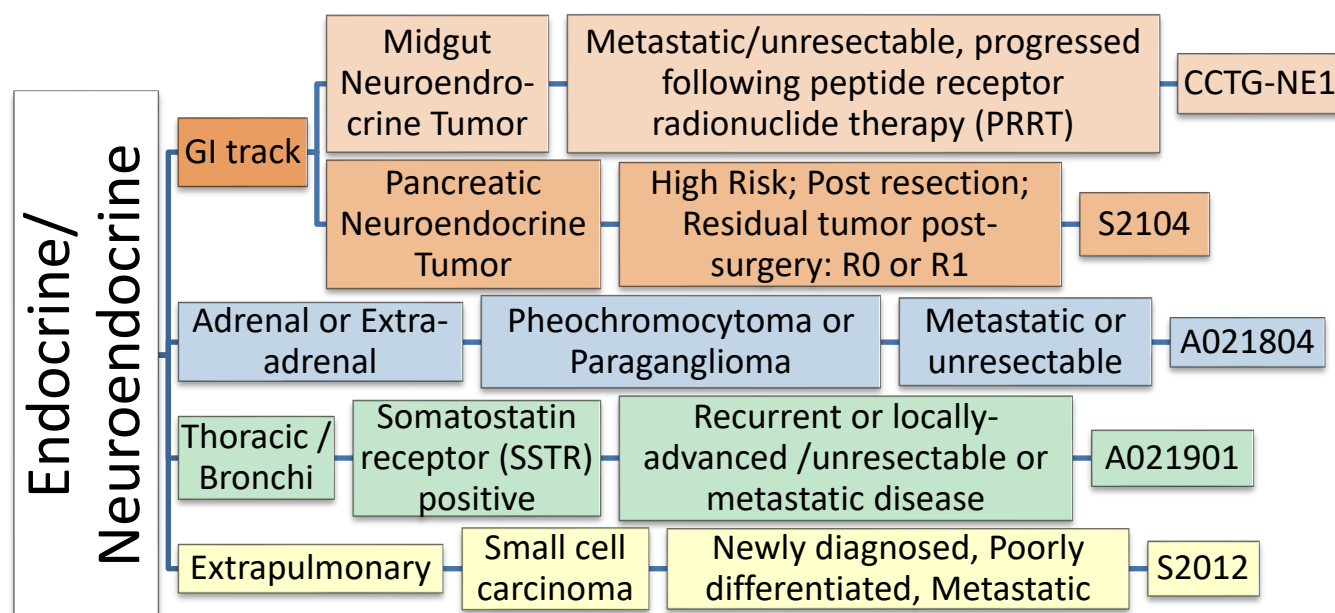 Endocrine/
Neuroendocrine
GI track
Midgut
Neuroendro-
crine Tumor
Metastatic/unresectable, progressed
following peptide receptor
radionuclide therapy (PRRT)
CCTG-NE1
Pancreatic
Neuroendocrine
Tumor
High Risk; Post resection;
Residual tumor post-
surgery: R0 or R1
S2104
Adrenal or Extra-
adrenal
Pheochromocytoma or
Paraganglioma
Metastatic or
unresectable
A021804
Thoracic /
Bronchi
Somatostatin
receptor (SSTR)
positive
Recurrent or locally-
advanced /unresectable or
metastatic disease
A021901
Extrapulmonary
Small cell
carcinoma
Newly diagnosed, Poorly
differentiated, Metastatic
S2012